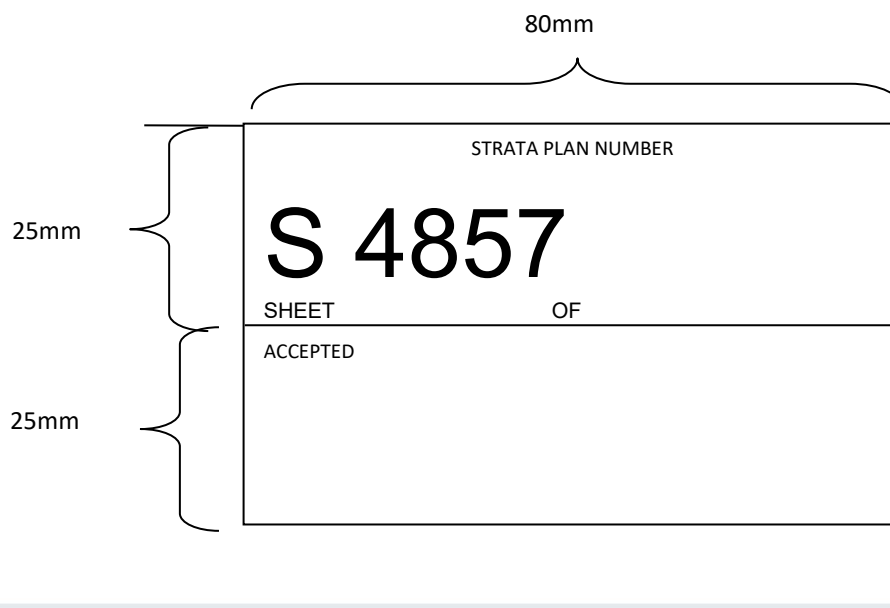 80mm
STRATA PLAN NUMBER
25mm
S 4857
SHEET OF
ACCEPTED
25mm